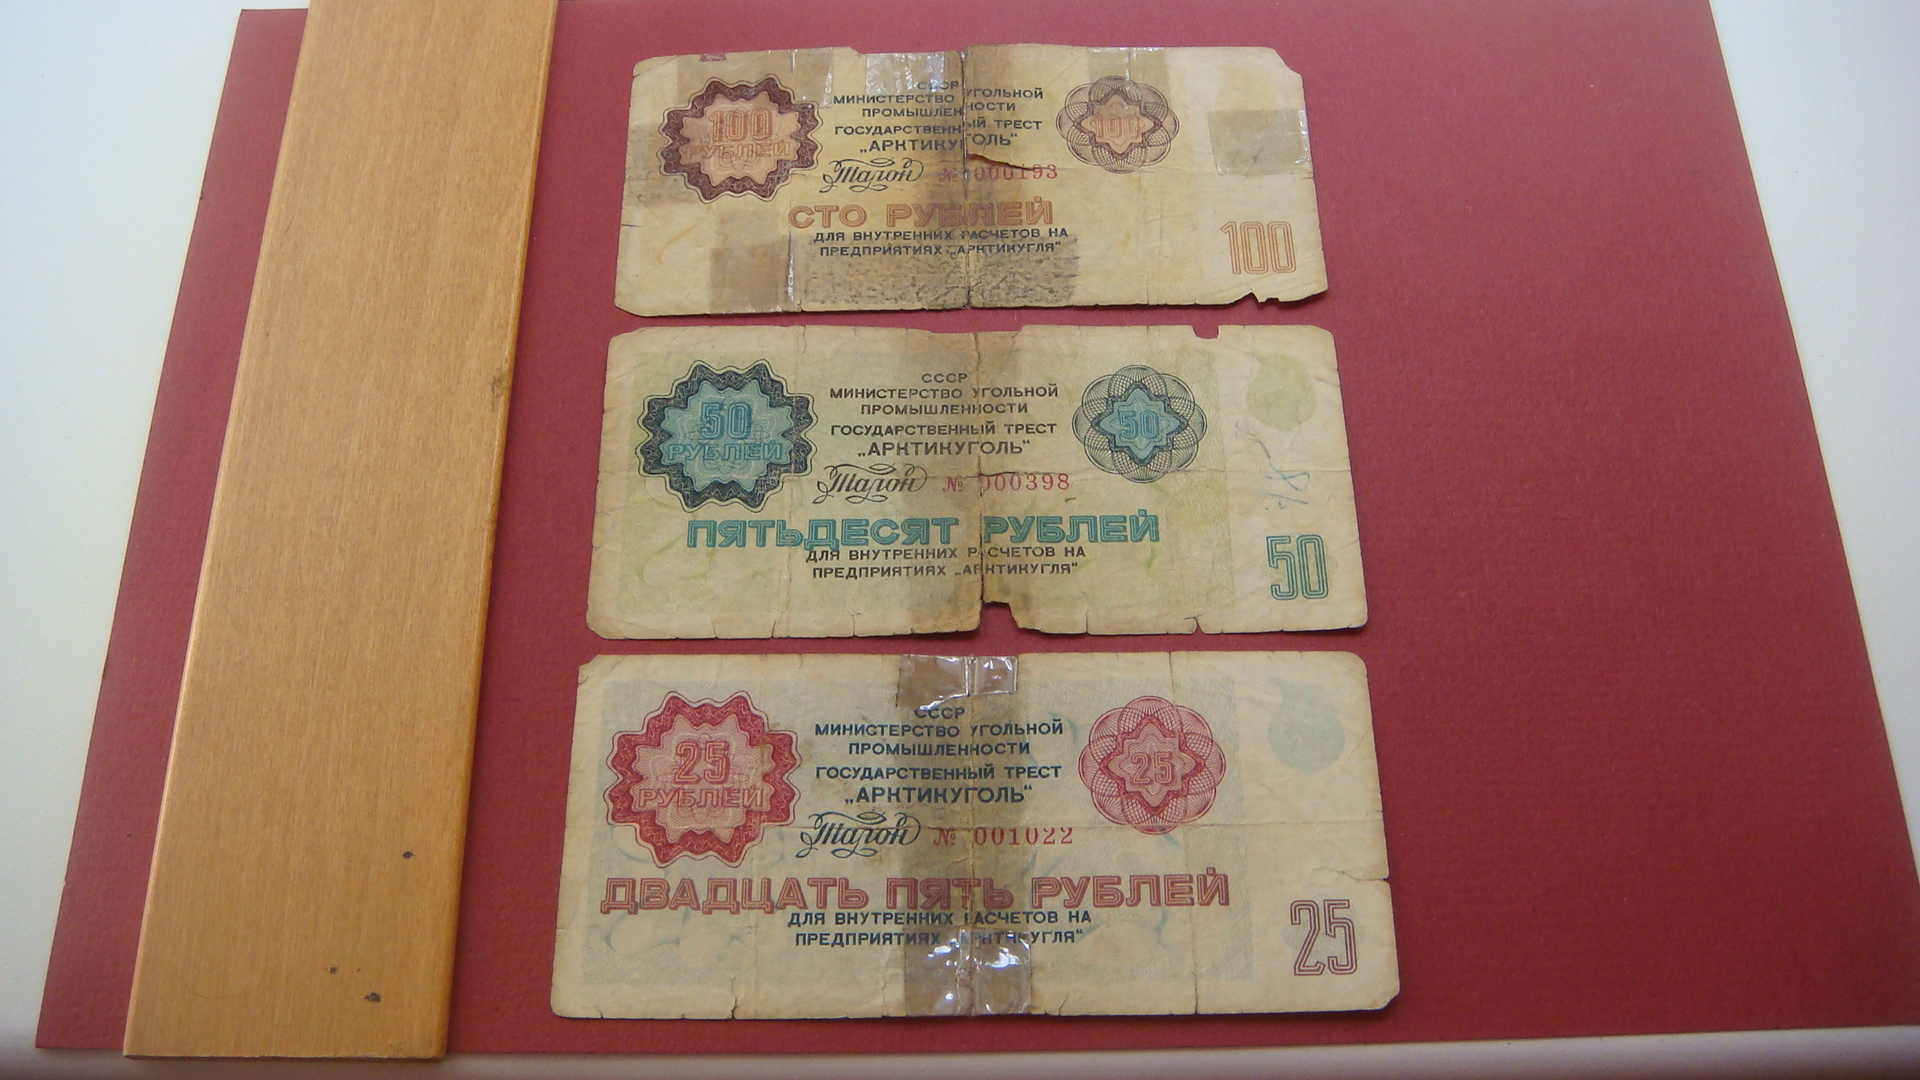 100
РУБЛЕЙ
СССР
МИНИСТЕРСТВО УГОЛЬНОЙ
ПРОМЫШЛЕННОСТИ
ГОСУДАРСТВЕННЫЙ ТРЕСТ
„АРКТИКУГОЛЬ“
Талон № 000193
100
СТО РУБЛЕЙ
ДЛЯ ВНУТРЕННИХ РАСЧЕТОВ НА
ПРЕДПРИЯТИЯХ „АРКТИКУГЛЯ“
100
50
РУБЛЕЙ
СССР
МИНИСТЕРСТВО УГОЛЬНОЙ
ПРОМЫШЛЕННОСТИ
ГОСУДАРСТВЕННЫЙ ТРЕСТ
„АРКТИКУГОЛЬ“
Талон № 000398
50
ПЯТЬДЕСЯТ РУБЛЕЙ
ДЛЯ ВНУТРЕННИХ РАСЧЕТОВ НА
ПРЕДПРИЯТИЯХ „АРКТИКУГЛЯ“
50
25
РУБЛЕЙ
СССР
МИНИСТЕРСТВО УГОЛЬНОЙ
ПРОМЫШЛЕННОСТИ
ГОСУДАРСТВЕННЫЙ ТРЕСТ
„АРКТИКУГОЛЬ“
Талон № 001022
25
ДВАДЦАТЬ ПЯТЬ РУБЛЕЙ
ДЛЯ ВНУТРЕННИХ РАСЧЕТОВ НА
ПРЕДПРИЯТИЯХ „АРКТИКУГЛЯ“
25